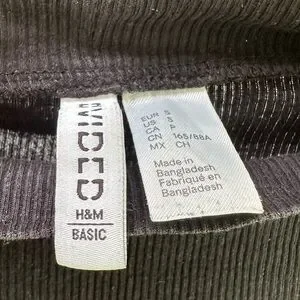 DIVIDED
H&M
BASIC
EUR S
US S
CA P
CN 165/88A
MX CH
Made in
Bangladesh
Fabriqué en
Bangladesh